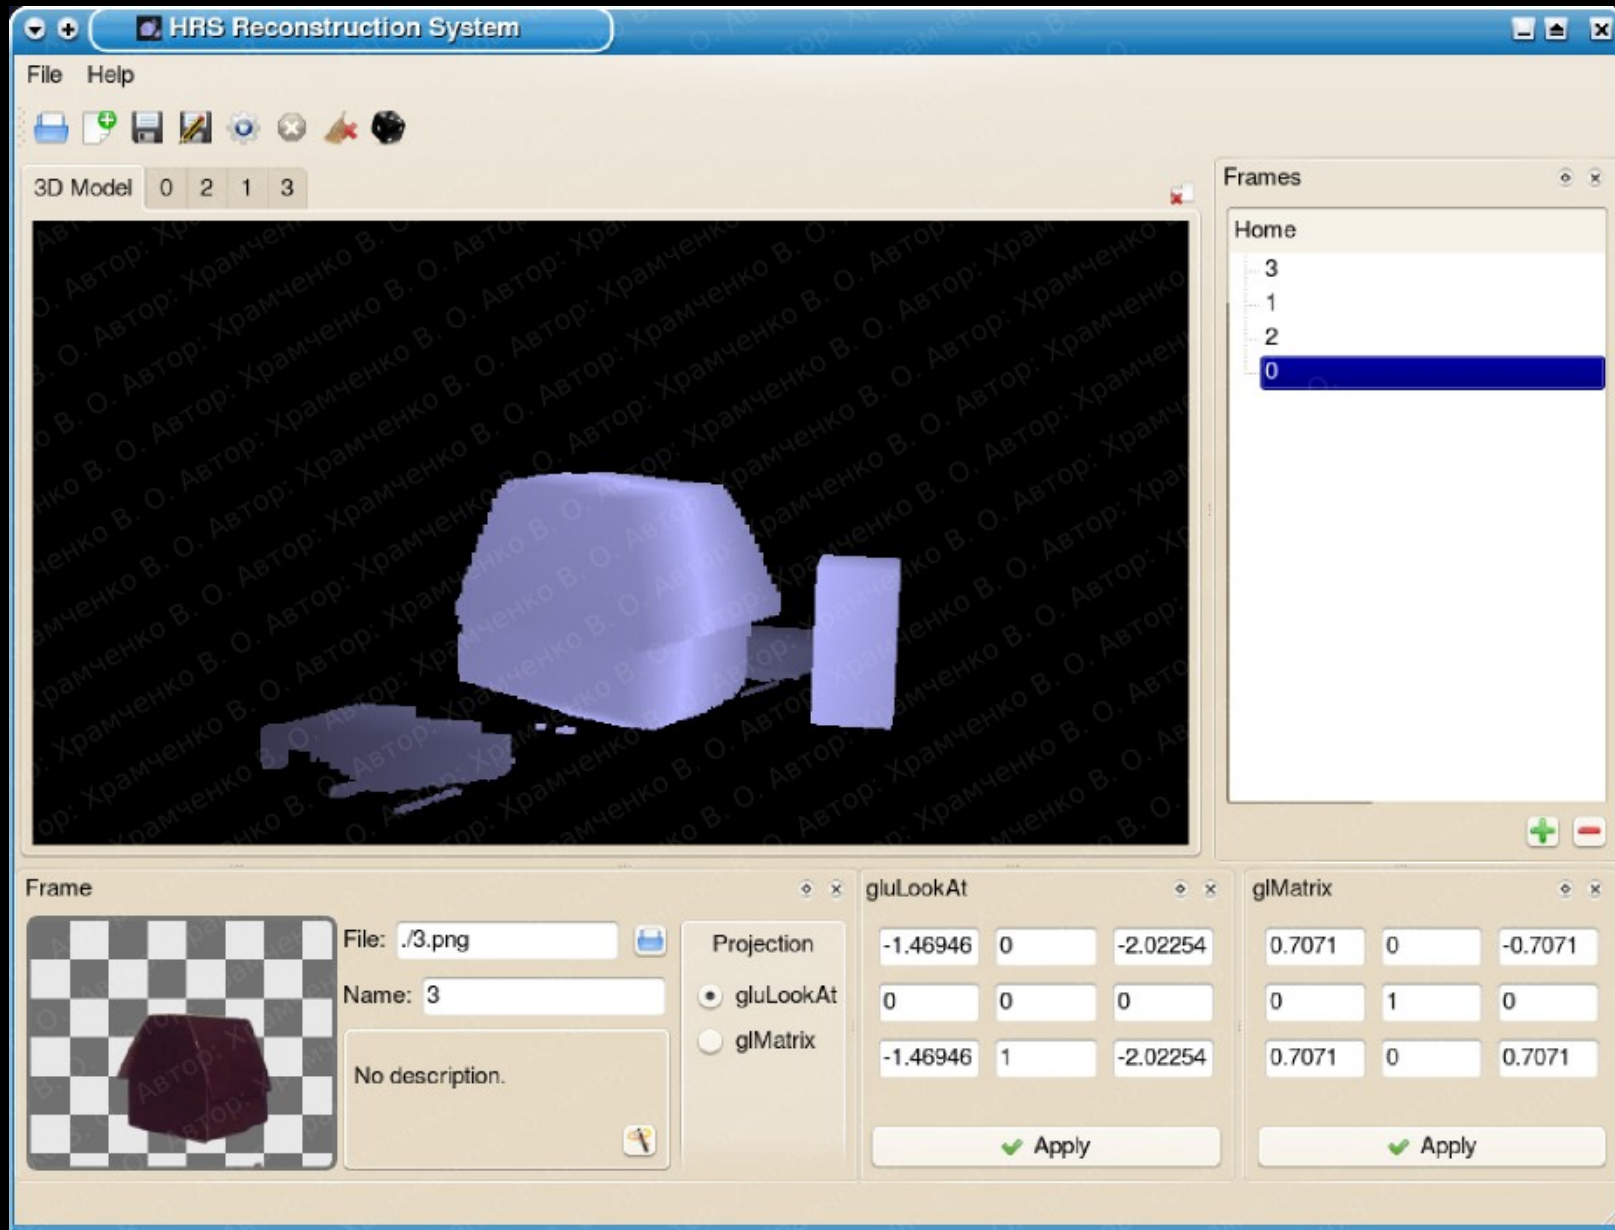 HRS Reconstruction System
File Help
3D Model 0 2 1 3
Frames
Home
3
1
2
0
Frame
File: ./3.png
Name: 3
No description.
Projection
gluLookAt
glMatrix
gluLookAt
-1.46946 0 -2.02254
0 0 0
-1.46946 1 -2.02254
Apply
glMatrix
0.7071 0 -0.7071
0 1 0
0.7071 0 0.7071
Apply
Автор: Храмченко В. О.